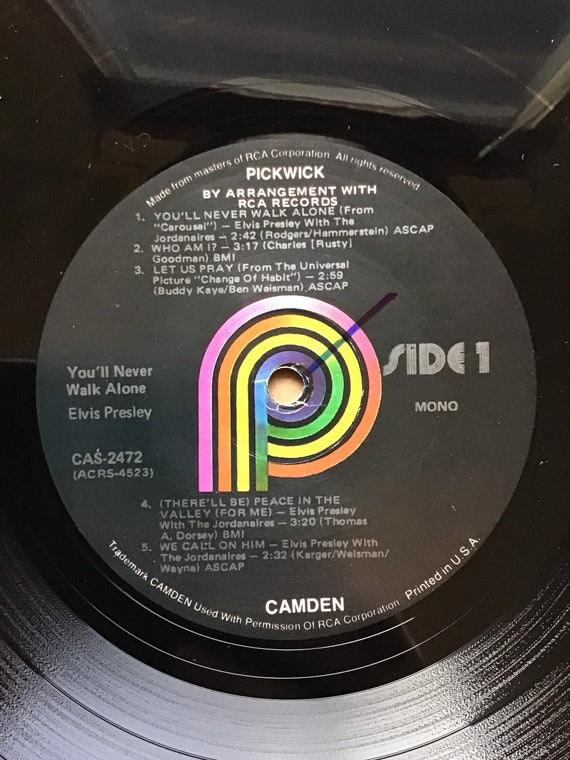 Made from masters of RCA Corporation. All rights reserved.
PICKWICK
BY ARRANGEMENT WITH
RCA RECORDS
1. YOU'LL NEVER WALK ALONE (From
"Carousel") — Elvis Presley With The
Jordanaires — 2:42 (Rodgers/Hammerstein) ASCAP
2. WHO AM I? — 3:17 (Charles [Rusty]
Goodman) BMI
3. LET US PRAY (From The Universal
Picture "Change Of Habit") — 2:59
(Buddy Kaye/Ben Weisman) ASCAP
SIDE 1
MONO
You'll Never
Walk Alone
Elvis Presley
CAS-2472
(ACRS-4523)
4. (THERE'LL BE) PEACE IN THE
VALLEY (FOR ME) — Elvis Presley
With The Jordanaires — 3:20 (Thomas
A. Dorsey) BMI
5. WE CALL ON HIM — Elvis Presley With
The Jordanaires — 2:32 (Karger/Weisman/
Wayne) ASCAP
CAMDEN
Trademark CAMDEN Used With Permission Of RCA Corporation Printed in U.S.A.